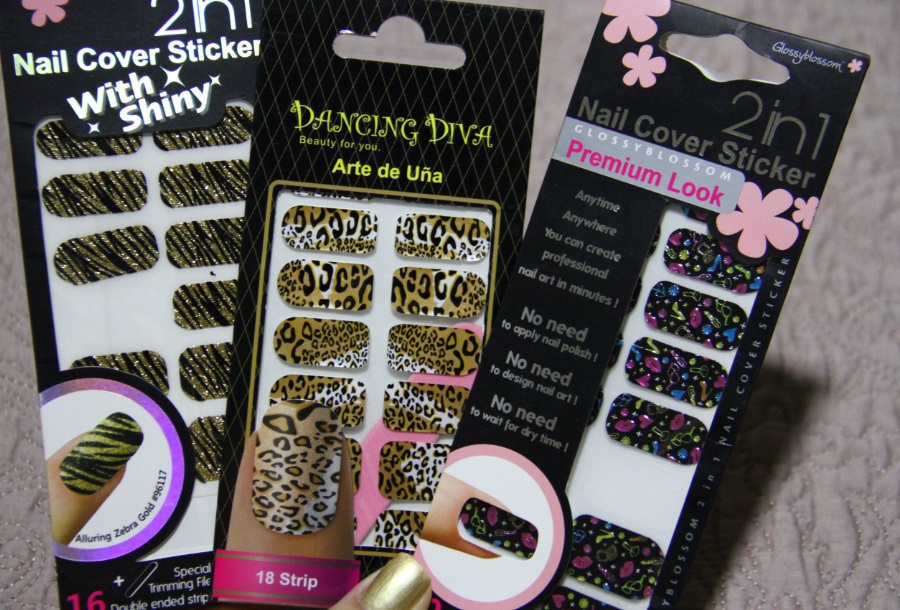 2in1
Nail Cover Sticker
With
Shiny
Alluring Zebra Gold #96117
16
+
Special
Trimming File
Double ended strip
DANCING DIVA
Beauty for you.
Arte de Uña
18 Strip
Glossyblossom
2in1
Nail Cover Sticker
GLOSSYBLOSSOM
Premium Look
Anytime
Anywhere
You can create
professional
nail art in minutes !
No need
to apply nail polish !
No need
to design nail art !
No need
to wait for dry time !
YBLOSSOM 2 in 1 NAIL COVER STICKER